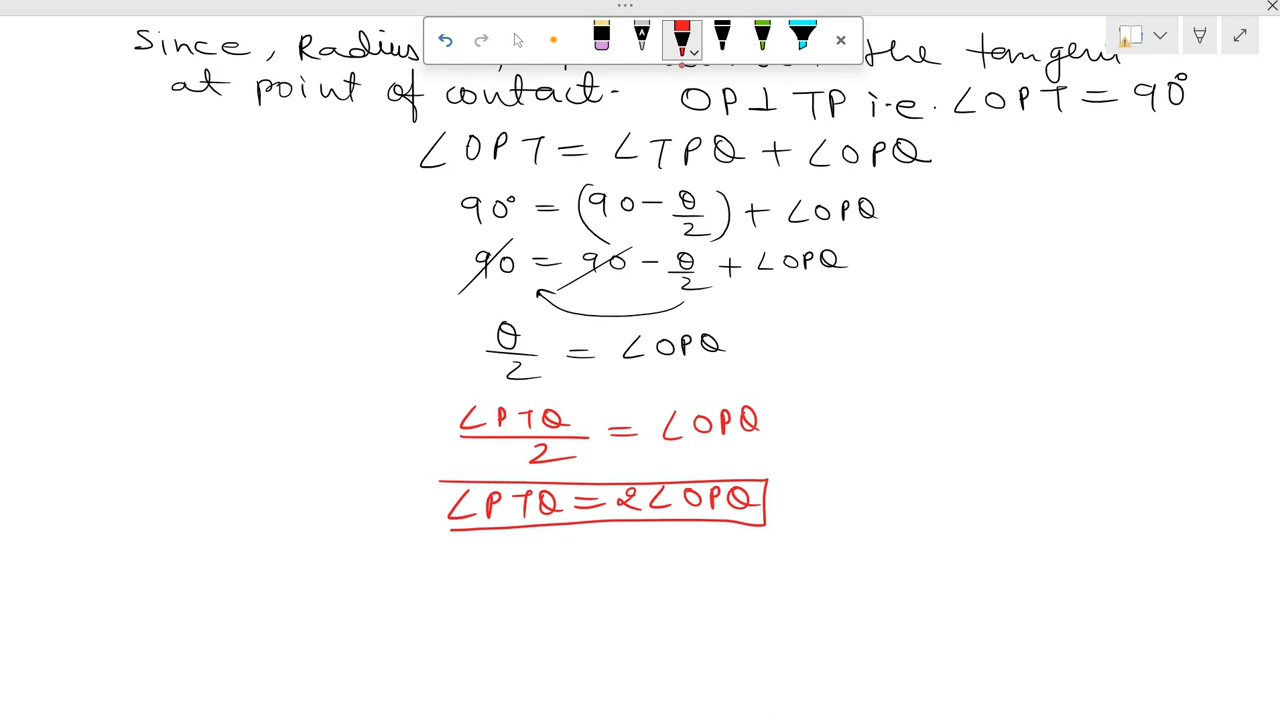 Since, Radius the tangent
at point of contact. OP⊥ TP i.e. ∠OPT = 90°
∠OPT = ∠TPQ + ∠OPQ
90° = (90 - θ/2) + ∠OPQ
90 = 90 - θ/2 + ∠OPQ
θ/2 = ∠OPQ
∠PTQ/2 = ∠OPQ
∠PTQ = 2∠OPQ